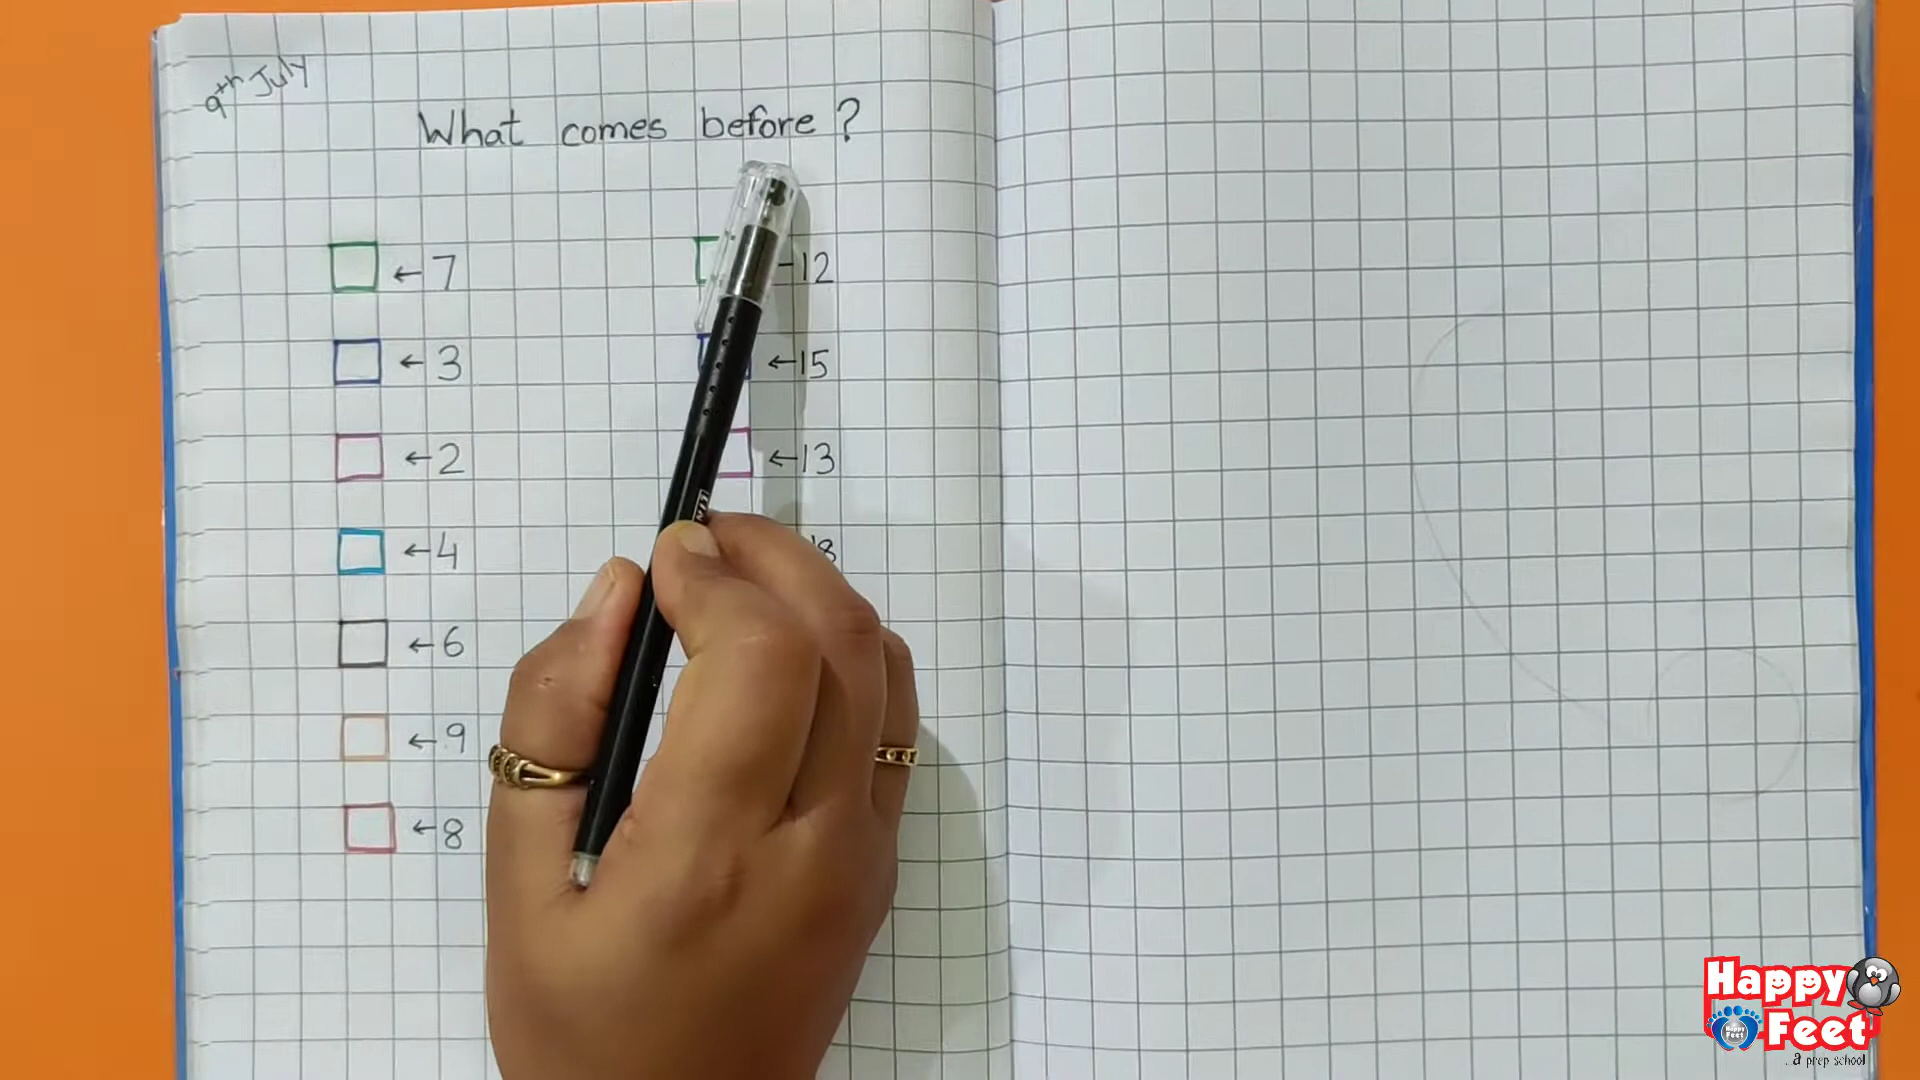 9th July
What comes before ?
←7
12
←3
←15
←2
←13
←4
18
←6
←9
←8
Happy
Feet
...a prep school